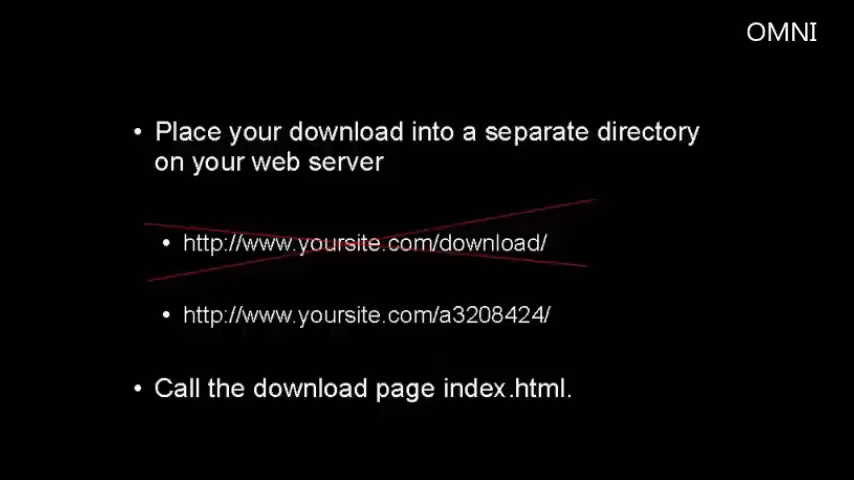 OMNI
• Place your download into a separate directory
on your web server
• http://www.yoursite.com/download/
• http://www.yoursite.com/a3208424/
• Call the download page index.html.